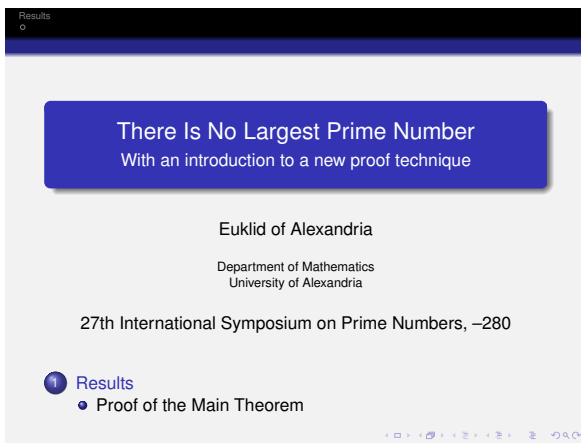 Results
There Is No Largest Prime Number
With an introduction to a new proof technique
Euklid of Alexandria
Department of Mathematics
University of Alexandria
27th International Symposium on Prime Numbers, –280
1 Results
Proof of the Main Theorem